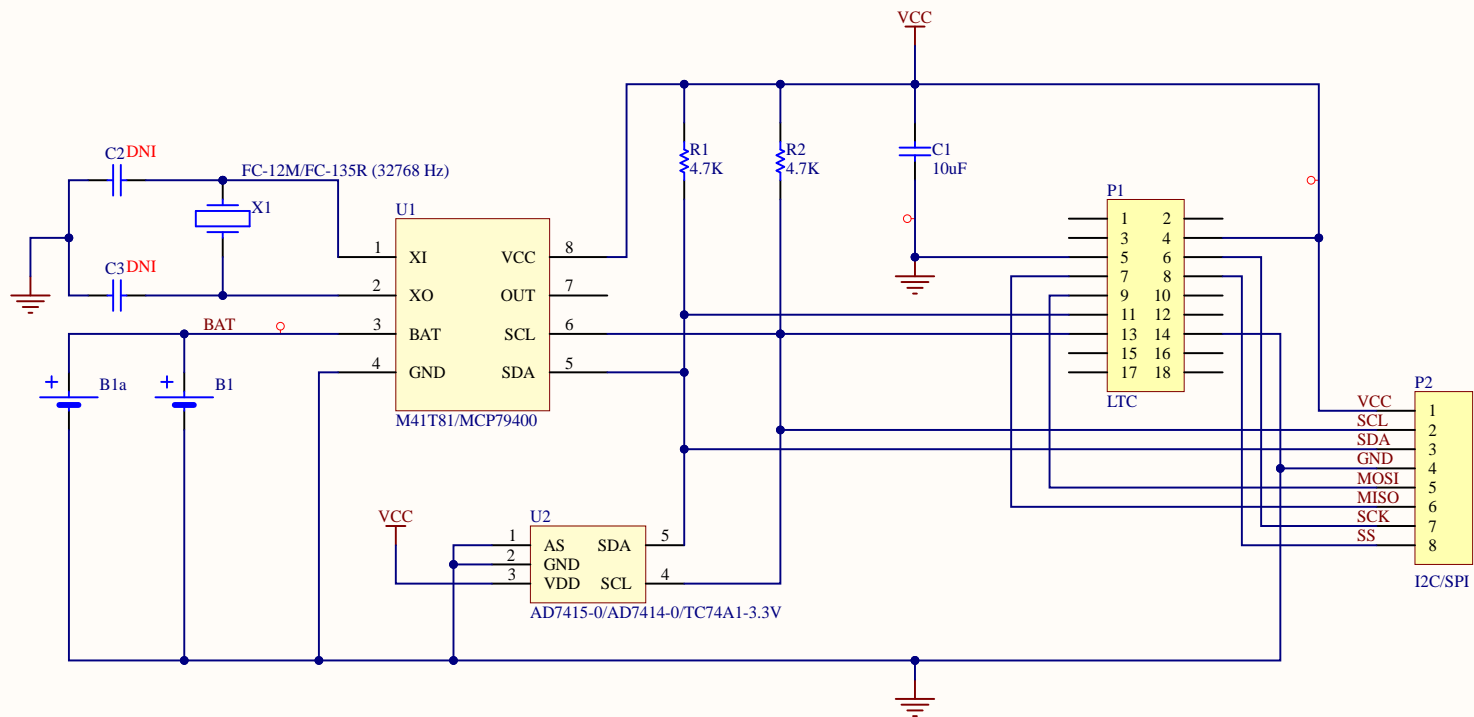 VCC
C2 DNI
FC-12M/FC-135R (32768 Hz)
X1
C3 DNI
BAT
+ B1a
+ B1
U1
1 XI VCC 8
2 XO OUT 7
3 BAT SCL 6
4 GND SDA 5
M41T81/MCP79400
R1
4.7K
R2
4.7K
C1
10uF
P1
1 2
3 4
5 6
7 8
9 10
11 12
13 14
15 16
17 18
LTC
P2
VCC 1
SCL 2
SDA 3
GND 4
MOSI 5
MISO 6
SCK 7
SS 8
I2C/SPI
VCC
U2
1 AS SDA 5
2 GND
3 VDD SCL 4
AD7415-0/AD7414-0/TC74A1-3.3V